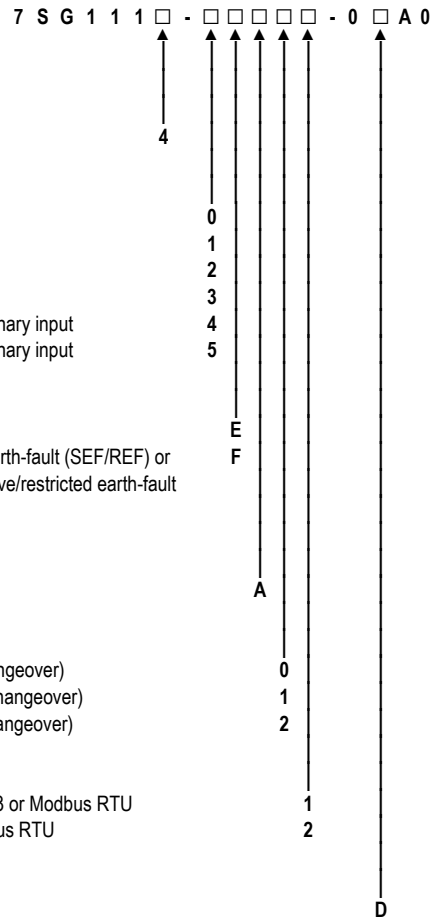 7 S G 1 1 1 □ - □ □ □ □ □ - 0 □ A 0
4
0
1
2
3
nary input 4
nary input 5
E
rth-fault (SEF/REF) or F
ve/restricted earth-fault
A
ngeover) 0
hangeover) 1
angeover) 2
3 or Modbus RTU 1
us RTU 2
D